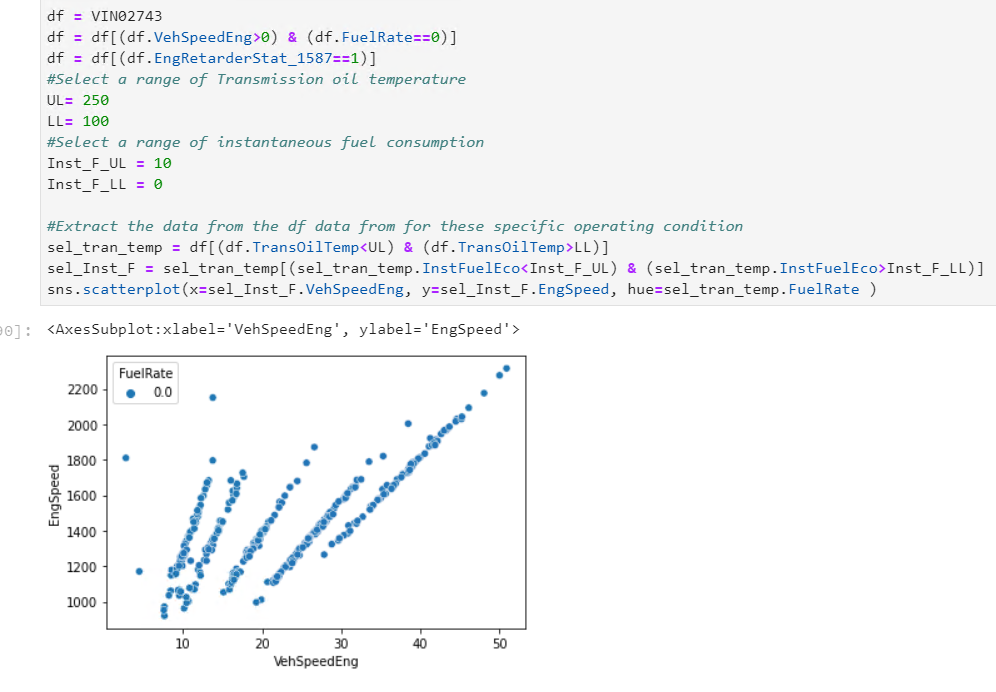 df = VIN02743
df = df[(df.VehSpeedEng>0) & (df.FuelRate==0)]
df = df[(df.EngRetarderStat_1587==1)]
#Select a range of Transmission oil temperature
UL= 250
LL= 100
#Select a range of instantaneous fuel consumption
Inst_F_UL = 10
Inst_F_LL = 0
#Extract the data from the df data from for these specific operating condition
sel_tran_temp = df[(df.TransOilTemp<UL) & (df.TransOilTemp>LL)]
sel_Inst_F = sel_tran_temp[(sel_tran_temp.InstFuelEco<Inst_F_UL) & (sel_tran_temp.InstFuelEco>Inst_F_LL)]
sns.scatterplot(x=sel_Inst_F.VehSpeedEng, y=sel_Inst_F.EngSpeed, hue=sel_tran_temp.FuelRate )
0]: <AxesSubplot:xlabel='VehSpeedEng', ylabel='EngSpeed'>
FuelRate
0.0
2200
2000
1800
1600
1400
1200
1000
EngSpeed
10 20 30 40 50
VehSpeedEng